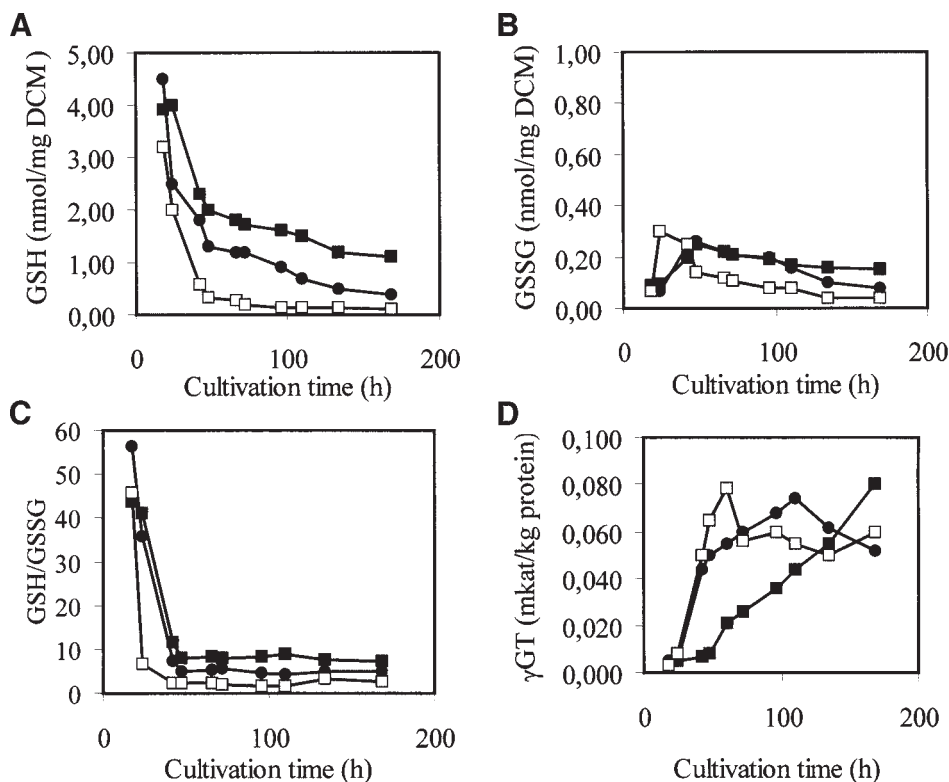 A
GSH (nmol/mg DCM)
5,00
4,00
3,00
2,00
1,00
0,00
0 100 200
Cultivation time (h)
B
GSSG (nmol/mg DCM)
1,00
0,80
0,60
0,40
0,20
0,00
0 100 200
Cultivation time (h)
C
GSH/GSSG
60
50
40
30
20
10
0
0 100 200
Cultivation time (h)
D
γGT (mkat/kg protein)
0,100
0,080
0,060
0,040
0,020
0,000
0 100 200
Cultivation time (h)